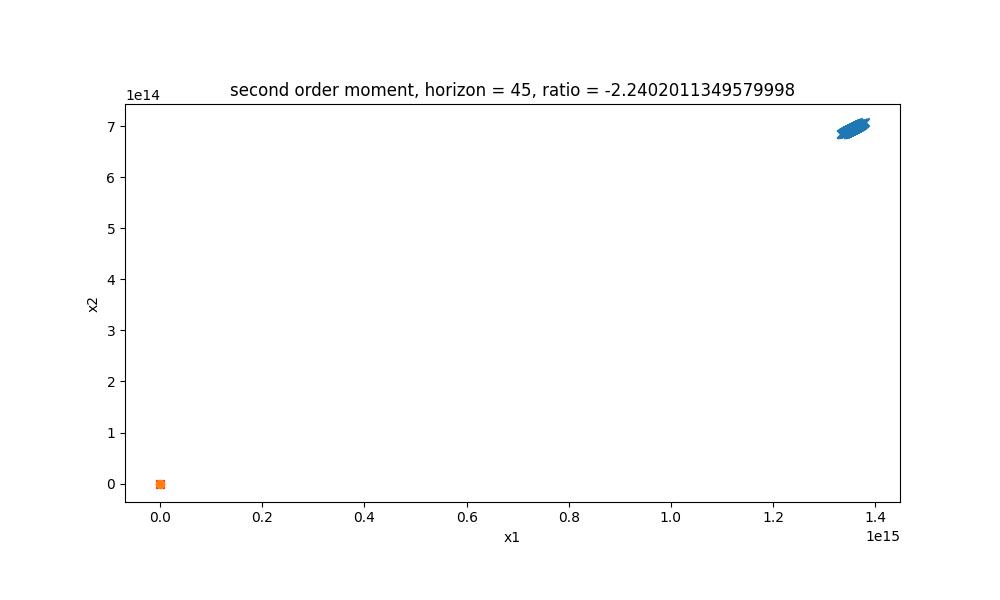 second order moment, horizon = 45, ratio = -2.2402011349579998
1e14
7
6
5
4
3
2
1
0
x2
0.0 0.2 0.4 0.6 0.8 1.0 1.2 1.4
x1
1e15